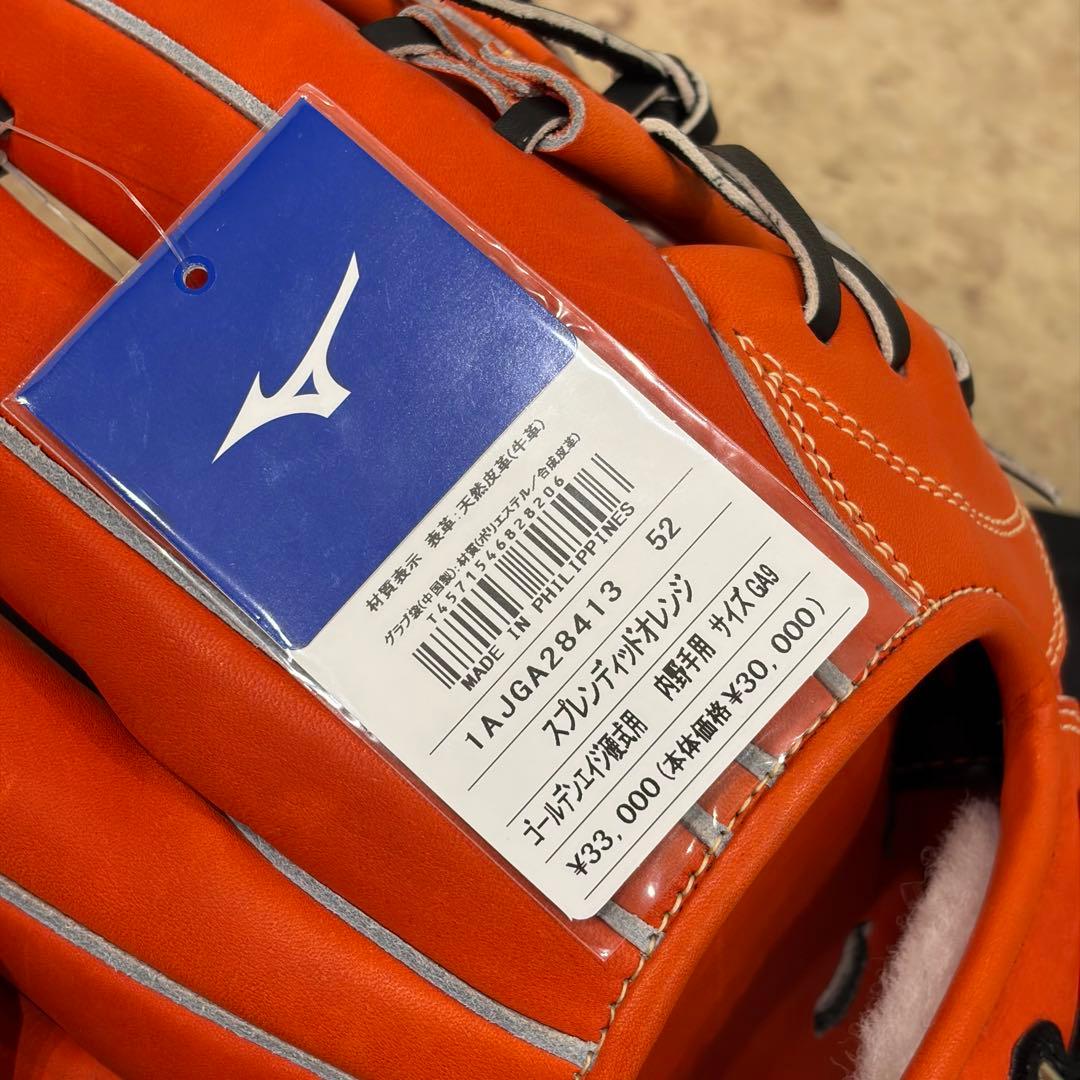 材質表示 表革:天然皮革(牛革)
グラブ袋(中国製):材質(ポリエステル/合成皮革)
T4571546828206
MADE IN PHILIPPINES
1AJGA28413 52
スプレンディッドオレンジ
ゴールデンエイジ硬式用 内野手用 サイズGA9
¥33,000(本体価格¥30,000)